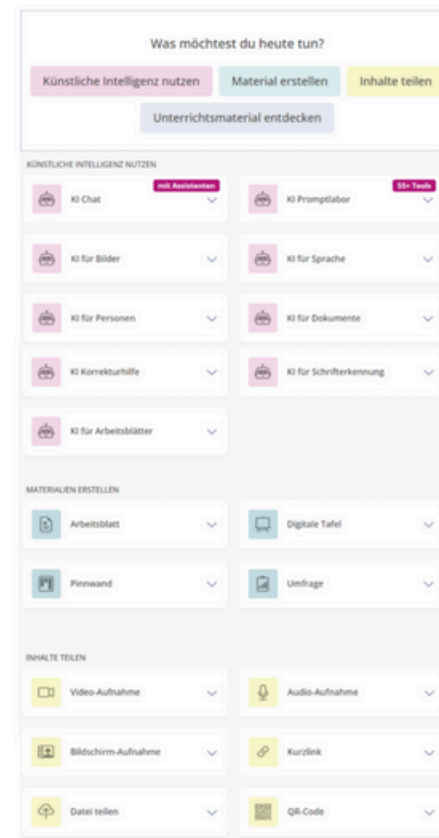 Was möchtest du heute tun?
Künstliche Intelligenz nutzen Material erstellen Inhalte teilen
Unterrichtsmaterial entdecken
KÜNSTLICHE INTELLIGENZ NUTZEN
mit Assistenten 55+ Tools
KI Chat KI Promptlabor
KI für Bilder KI für Sprache
KI für Personen KI für Dokumente
KI Korrekturhilfe KI für Schrifterkennung
KI für Arbeitsblätter
MATERIALIEN ERSTELLEN
Arbeitsblatt Digitale Tafel
Pinnwand Umfrage
INHALTE TEILEN
Video-Aufnahme Audio-Aufnahme
Bildschirm-Aufnahme Kurzlink
Datei teilen QR-Code